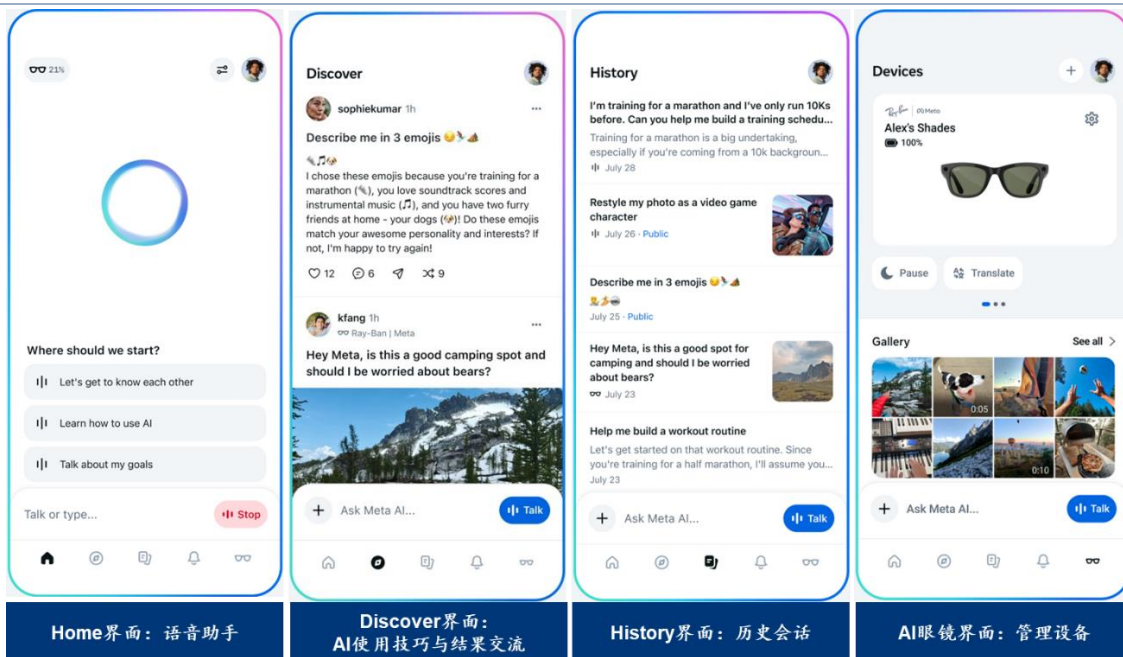 21%
Where should we start?
Let's get to know each other
Learn how to use AI
Talk about my goals
Talk or type...
Stop
Home界面：语音助手
Discover
sophiekumar 1h
Describe me in 3 emojis 😏🦩🏕️
👟🎵🐶
I chose these emojis because you're training for a
marathon (👟), you love soundtrack scores and
instrumental music (🎵), and you have two furry
friends at home - your dogs (🐶)! Do these emojis
match your awesome personality and interests? If
not, I'm happy to try again!
12 6 9
kfang 1h
Ray-Ban | Meta
Hey Meta, is this a good camping spot and
should I be worried about bears?
Ask Meta AI...
Talk
Discover界面：
AI使用技巧与结果交流
History
I'm training for a marathon and I've only run 10Ks
before. Can you help me build a training schedu...
Training for a marathon is a big undertaking,
especially if you're coming from a 10k backgroun...
July 28
Restyle my photo as a video game
character
July 26 · Public
Describe me in 3 emojis
July 25 · Public
Hey Meta, is this a good spot for
camping and should I be worried
about bears?
July 23
Help me build a workout routine
Let's get started on that workout routine. Since
you're training for a half marathon, I'll assume you...
July 23
Ask Meta AI...
Talk
History界面：历史会话
Devices
Ray-Ban | Meta
Alex's Shades
100%
Pause
Translate
Gallery
See all
0:05
0:10
Ask Meta AI...
Talk
AI眼镜界面：管理设备